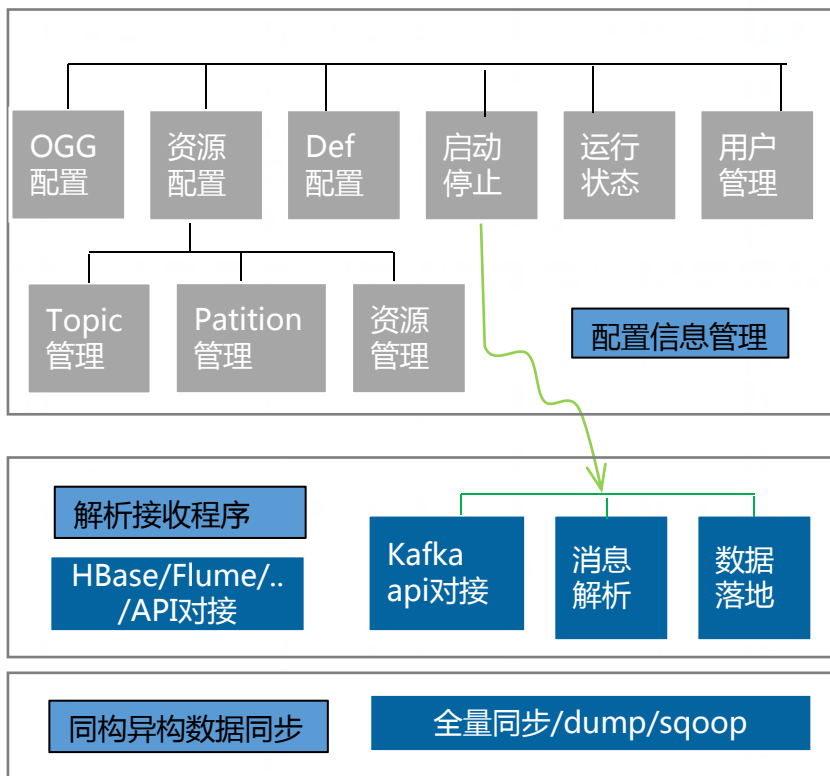 OGG
配置
资源
配置
Def
配置
启动
停止
运行
状态
用户
管理
Topic
管理
Patition
管理
资源
管理
配置信息管理
解析接收程序
HBase/Flume/..
/API对接
Kafka
api对接
消息
解析
数据
落地
同构异构数据同步
全量同步/dump/sqoop